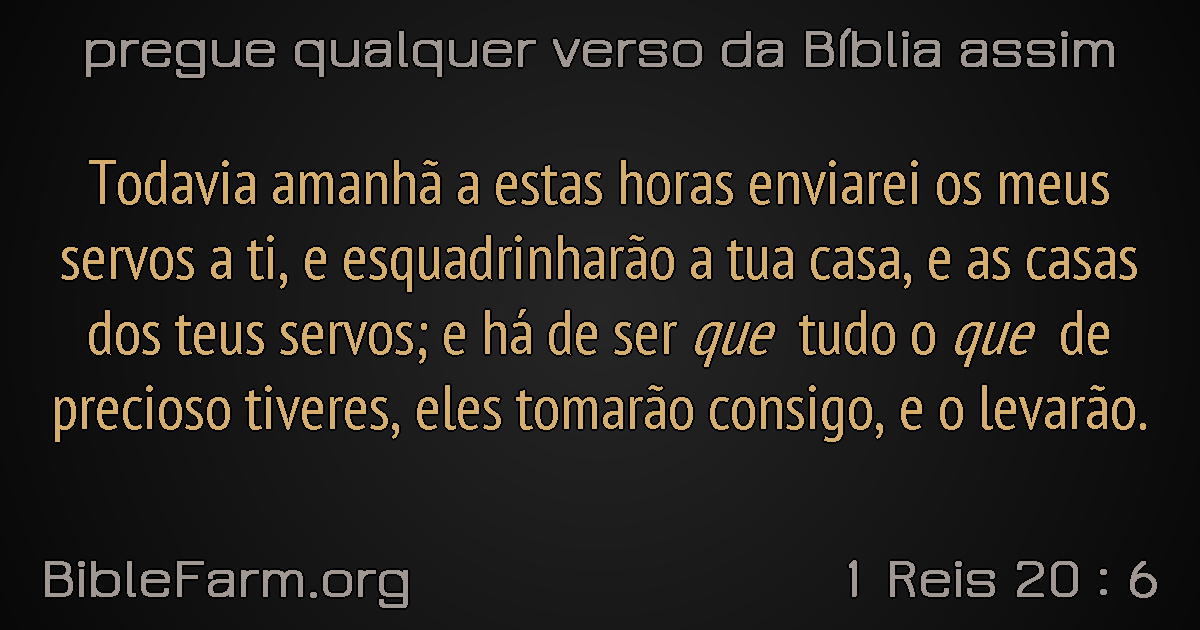 pregue qualquer verso da Bíblia assim
Todavia amanhã a estas horas enviarei os meus
servos a ti, e esquadrinharão a tua casa, e as casas
dos teus servos; e há de ser que tudo o que de
precioso tiveres, eles tomarão consigo, e o levarão.
BibleFarm.org
1 Reis 20 : 6